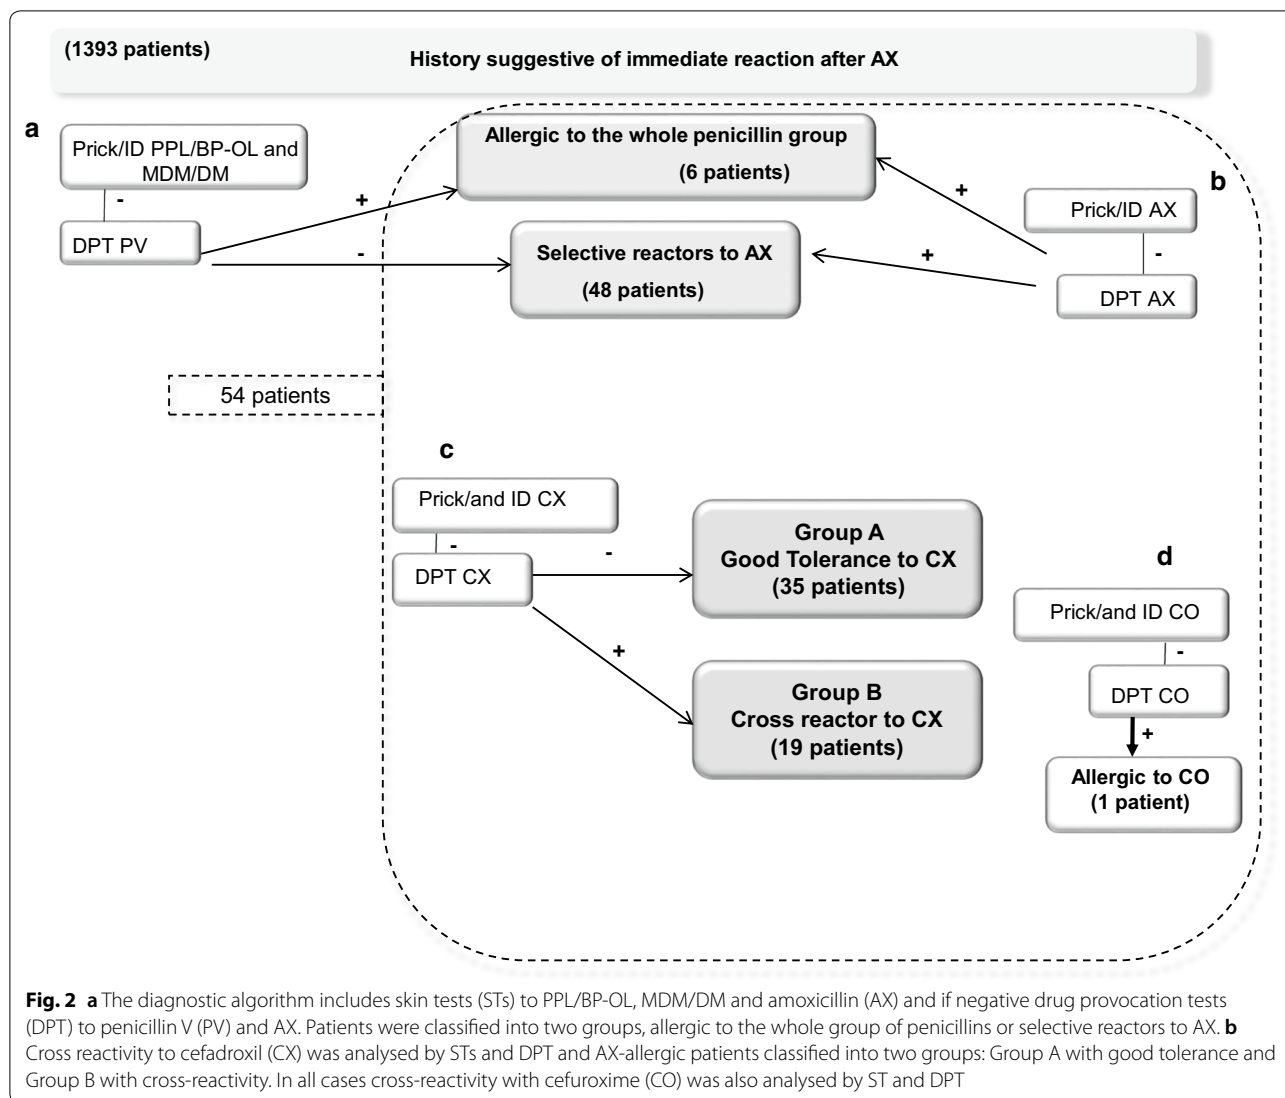 (1393 patients)
History suggestive of immediate reaction after AX
a
Prick/ID PPL/BP-OL and
MDM/DM
-
DPT PV
+
-
Allergic to the whole penicillin group
(6 patients)
Selective reactors to AX
(48 patients)
b
Prick/ID AX
-
DPT AX
+
+
54 patients
c
Prick/and ID CX
-
DPT CX
-
+
Group A
Good Tolerance to CX
(35 patients)
Group B
Cross reactor to CX
(19 patients)
d
Prick/and ID CO
-
DPT CO
+
Allergic to CO
(1 patient)
Fig. 2 a The diagnostic algorithm includes skin tests (STs) to PPL/BP-OL, MDM/DM and amoxicillin (AX) and if negative drug provocation tests
(DPT) to penicillin V (PV) and AX. Patients were classified into two groups, allergic to the whole group of penicillins or selective reactors to AX. b
Cross reactivity to cefadroxil (CX) was analysed by STs and DPT and AX-allergic patients classified into two groups: Group A with good tolerance and
Group B with cross-reactivity. In all cases cross-reactivity with cefuroxime (CO) was also analysed by ST and DPT